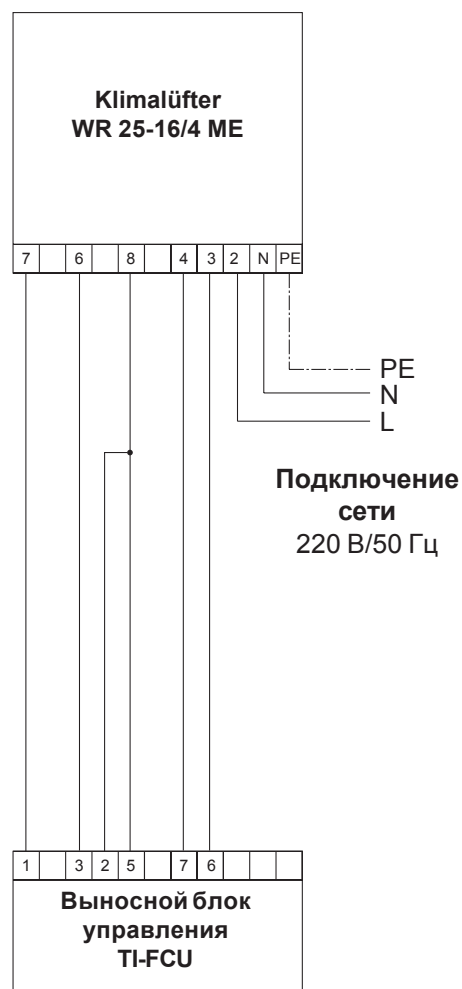 Klimalüfter
WR 25-16/4 ME
7 6 8 4 3 2 N PE
PE
N
L
Подключение
сети
220 В/50 Гц
1 3 2 5 7 6
Выносной блок
управления
TI-FCU